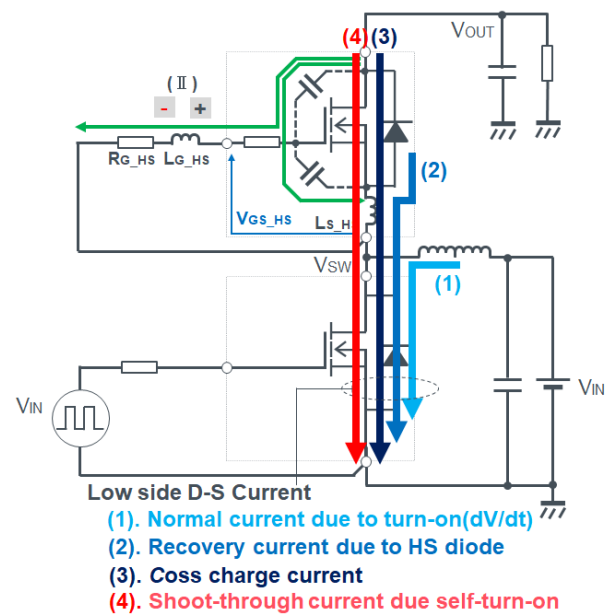 (4) (3)
VOUT
(Ⅱ)
- +
RG_HS LG_HS
(2)
VGS_HS
LS_H
VSW
(1)
VIN
VIN
Low side D-S Current
(1). Normal current due to turn-on(dV/dt)
(2). Recovery current due to HS diode
(3). Coss charge current
(4). Shoot-through current due self-turn-on